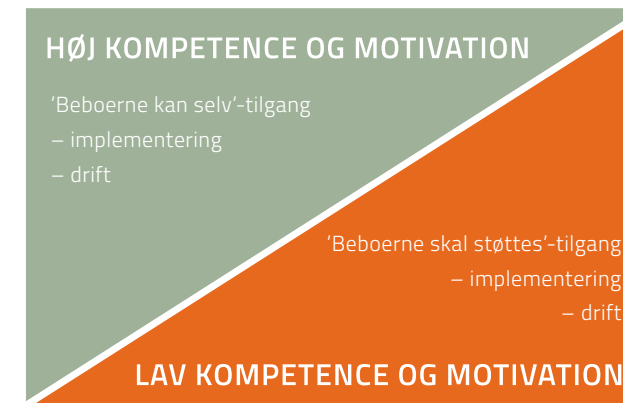 HØJ KOMPETENCE OG MOTIVATION
'Beboerne kan selv'-tilgang
– implementering
– drift
'Beboerne skal støttes'-tilgang
– implementering
– drift
LAV KOMPETENCE OG MOTIVATION